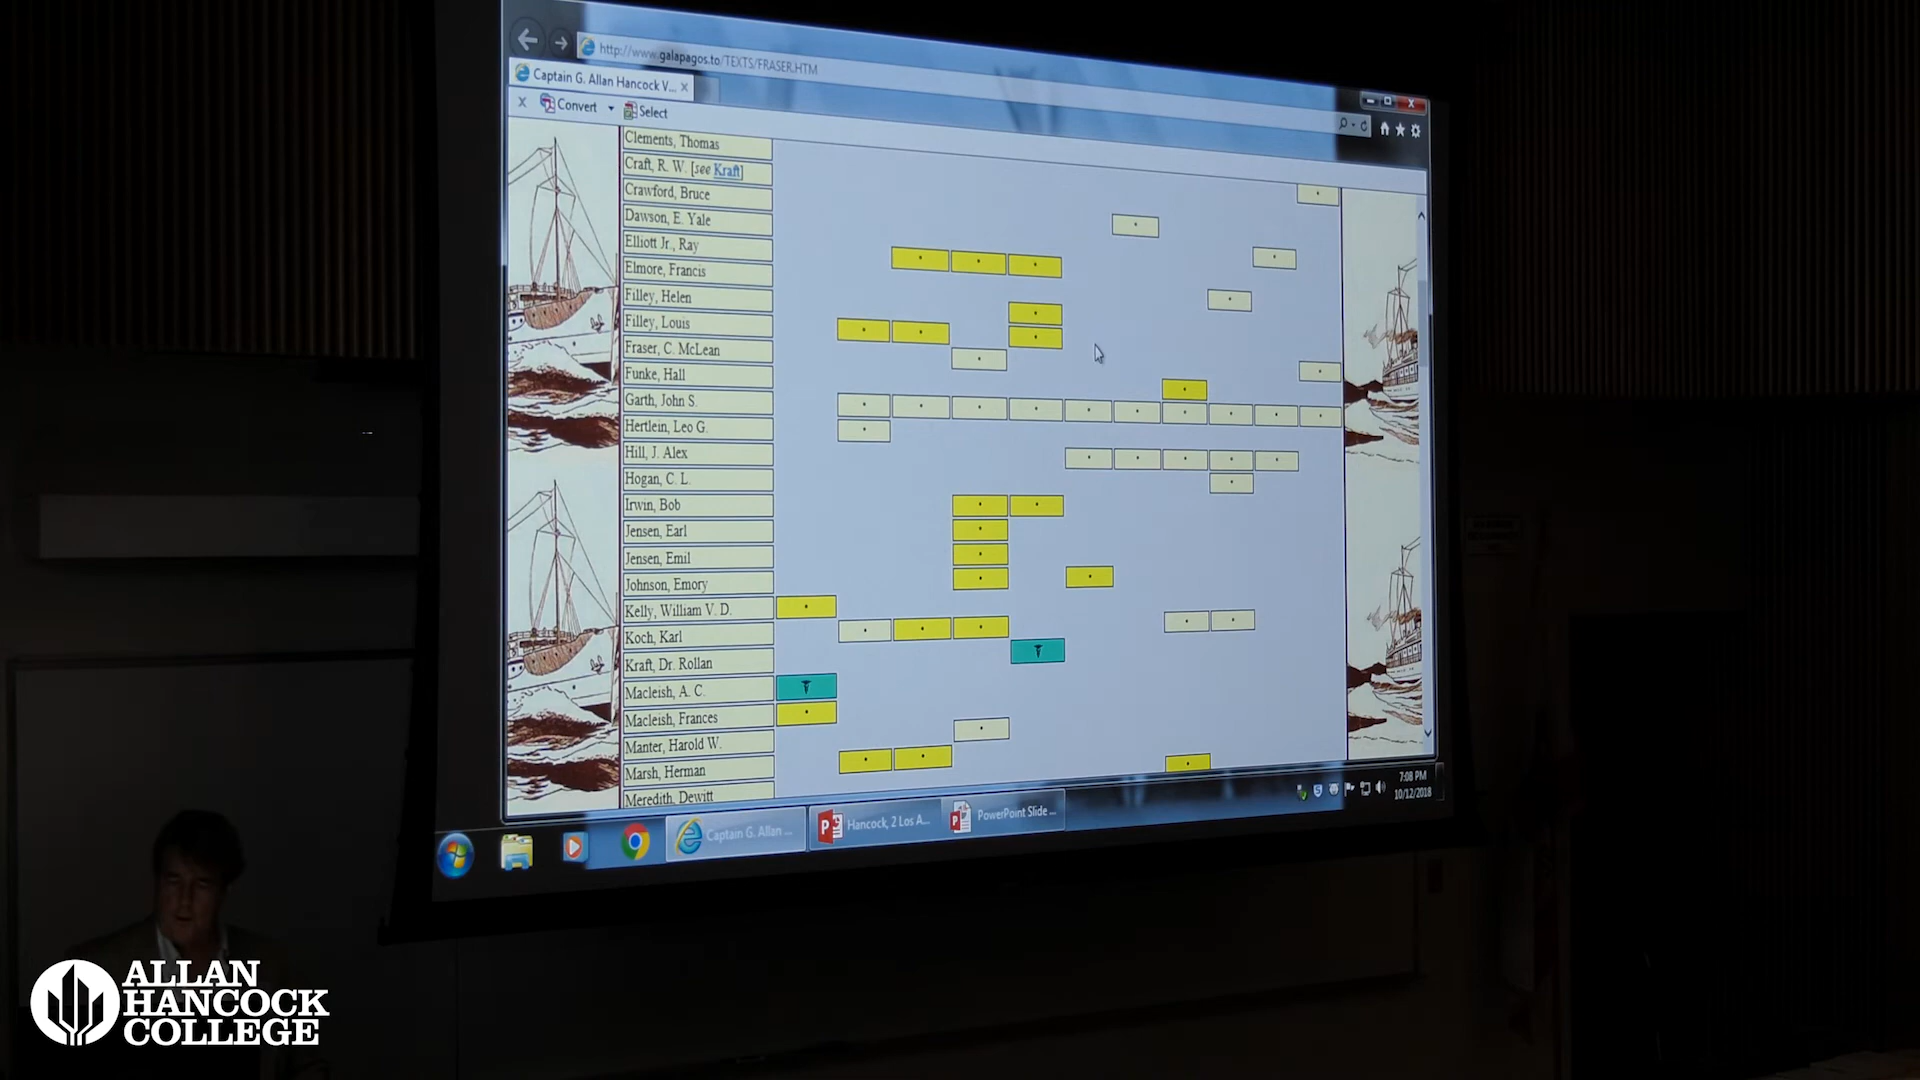 http://www.galapagos.to/TEXTS/FRASER.HTM
Captain G. Allan Hancock V... ×
x Convert Select
Clements, Thomas
Craft, R. W. [see Kraft]
Crawford, Bruce
Dawson, E. Yale
Elliott Jr., Ray
Elmore, Francis
Filley, Helen
Filley, Louis
Fraser, C. McLean
Funke, Hall
Garth, John S.
Hertlein, Leo G.
Hill, J. Alex
Hogan, C. L.
Irwin, Bob
Jensen, Earl
Jensen, Emil
Johnson, Emory
Kelly, William V. D.
Koch, Karl
Kraft, Dr. Rollan
Macleish, A. C.
Macleish, Frances
Manter, Harold W.
Marsh, Herman
Meredith, Dewitt
7:08 PM
10/12/2018
Captain G. Allan ...
Hancock, 2 Los A...
PowerPoint Slide ...
ALLAN
HANCOCK
COLLEGE